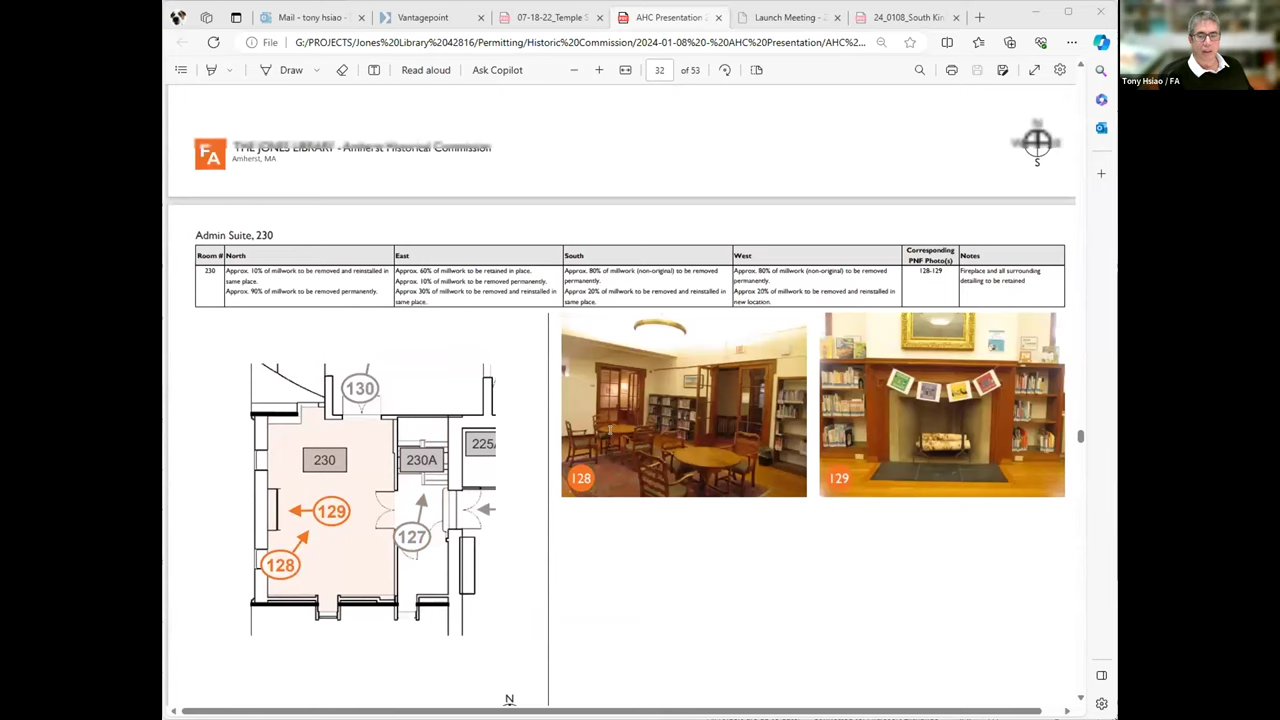 Mail - tony hsiao -
Vantagepoint
07-18-22_Temple S
AHC Presentation 2
Launch Meeting - Z
24_0108_South Kin
File
G:/PROJECTS/Jones%20Library%2042816/Permitting/Historic%20Commission/2024-01-08%20-%20AHC%20Presentation/AHC%...
Draw
Read aloud
Ask Copilot
32
of 53
Tony Hsiao / FA
FA
THE JONES LIBRARY - Amherst Historical Commission
Amherst, MA
N
S
Admin Suite, 230
Room #
North
East
South
West
Corresponding
PNF Photo(s)
Notes
230
Approx. 10% of millwork to be removed and reinstalled in
same place.
Approx. 90% of millwork to be removed permanently.
Approx. 60% of millwork to be retained in place.
Approx. 10% of millwork to be removed permanently.
Approx 30% of millwork to be removed and reinstalled in
same place.
Approx. 80% of millwork (non-original) to be removed
permanently.
Approx 20% of millwork to be removed and reinstalled in
same place.
Approx. 80% of millwork (non-original) to be removed
permanently.
Approx 20% of millwork to be removed and reinstalled in
new location.
128-129
Fireplace and all surrounding
detailing to be retained
130
230
230A
225A
129
127
128
128
129
N